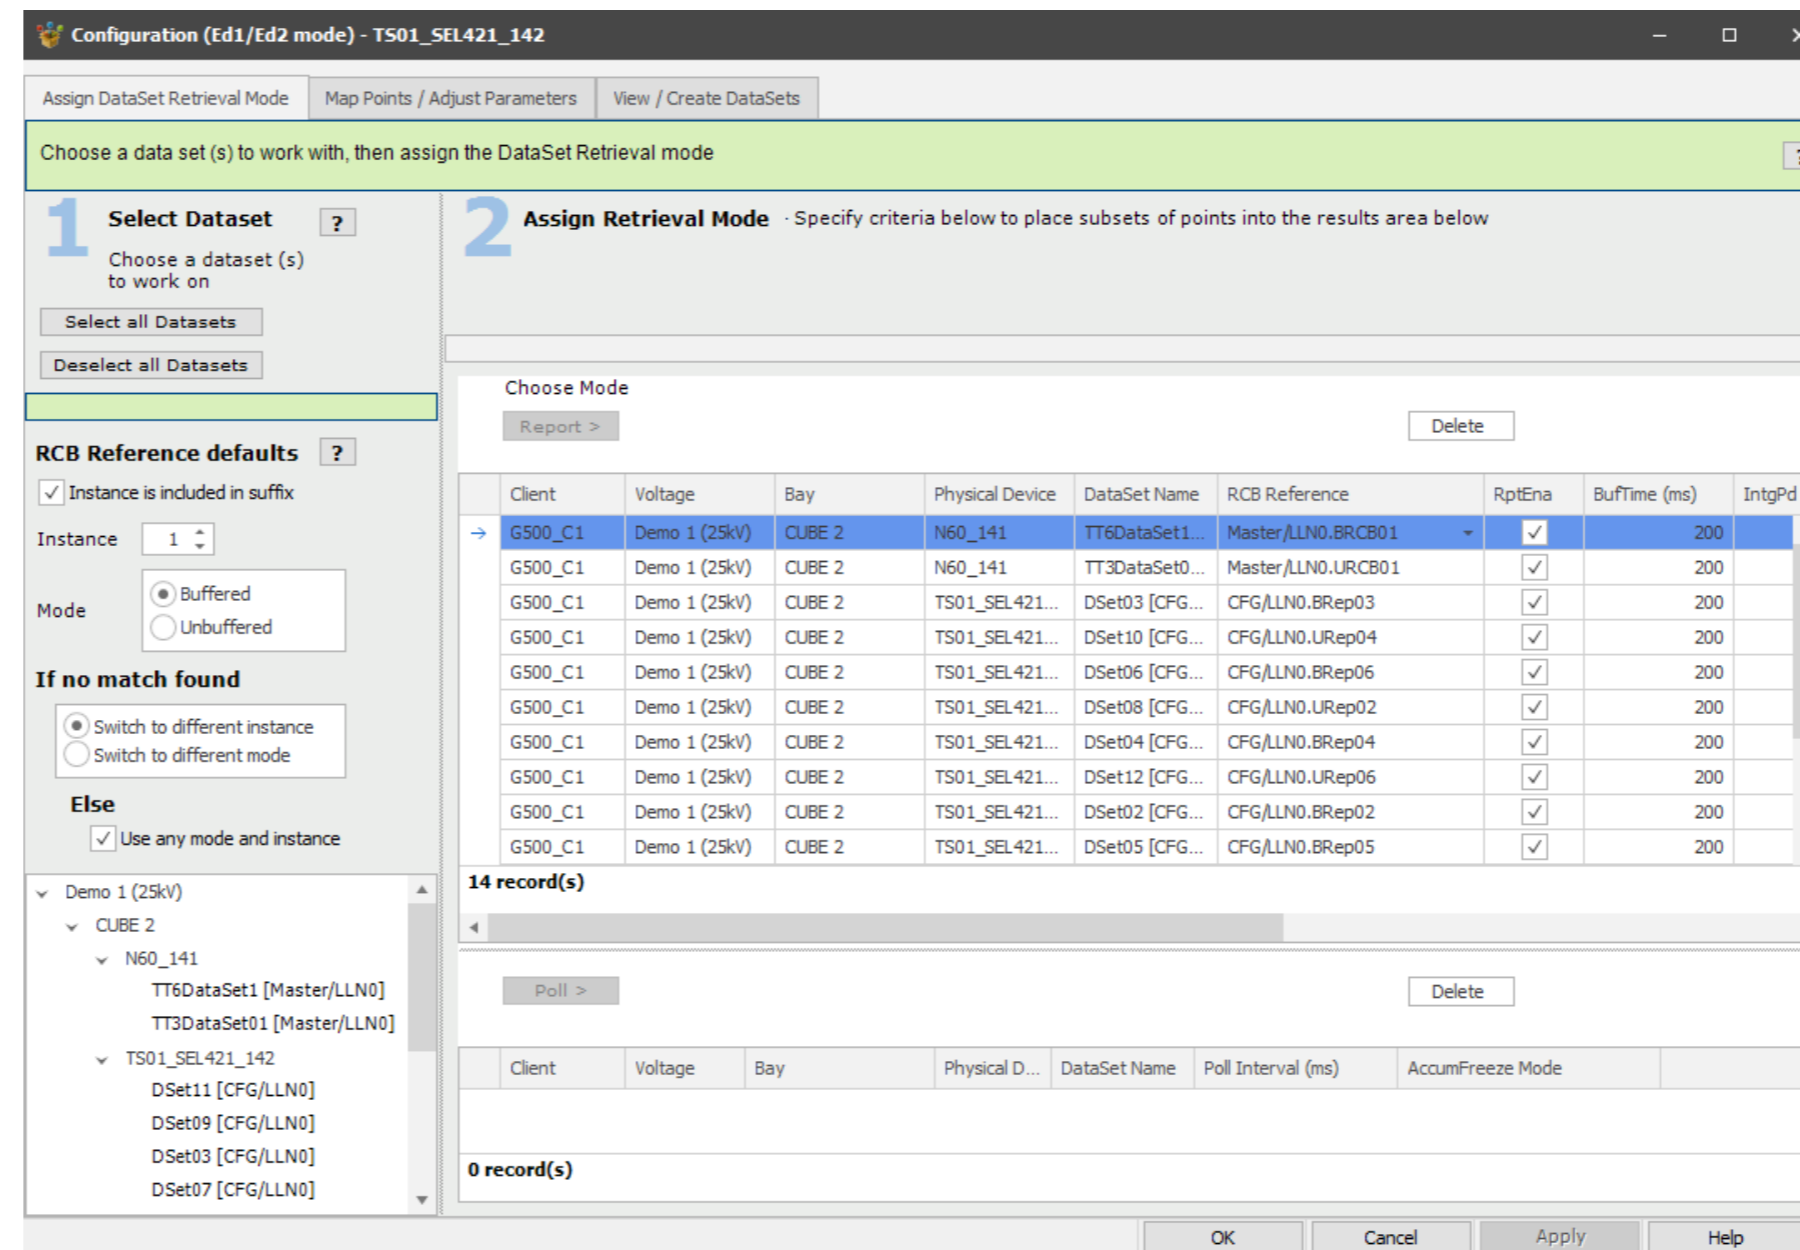 Configuration (Ed1/Ed2 mode) - TS01_SEL421_142
Assign DataSet Retrieval Mode Map Points / Adjust Parameters View / Create DataSets
Choose a data set (s) to work with, then assign the DataSet Retrieval mode
1 Select Dataset ?
Choose a dataset (s)
to work on
Select all Datasets
Deselect all Datasets
RCB Reference defaults ?
Instance is included in suffix
Instance 1
Mode
Buffered
Unbuffered
If no match found
Switch to different instance
Switch to different mode
Else
Use any mode and instance
Demo 1 (25kV)
CUBE 2
N60_141
TT6DataSet1 [Master/LLN0]
TT3DataSet01 [Master/LLN0]
TS01_SEL421_142
DSet11 [CFG/LLN0]
DSet09 [CFG/LLN0]
DSet03 [CFG/LLN0]
DSet07 [CFG/LLN0]
2 Assign Retrieval Mode · Specify criteria below to place subsets of points into the results area below
Choose Mode
Report > Delete
Client Voltage Bay Physical Device DataSet Name RCB Reference RptEna BufTime (ms) IntgPd
G500_C1 Demo 1 (25kV) CUBE 2 N60_141 TT6DataSet1... Master/LLN0.BRCB01 200
G500_C1 Demo 1 (25kV) CUBE 2 N60_141 TT3DataSet0... Master/LLN0.URCB01 200
G500_C1 Demo 1 (25kV) CUBE 2 TS01_SEL421... DSet03 [CFG... CFG/LLN0.BRep03 200
G500_C1 Demo 1 (25kV) CUBE 2 TS01_SEL421... DSet10 [CFG... CFG/LLN0.URep04 200
G500_C1 Demo 1 (25kV) CUBE 2 TS01_SEL421... DSet06 [CFG... CFG/LLN0.BRep06 200
G500_C1 Demo 1 (25kV) CUBE 2 TS01_SEL421... DSet08 [CFG... CFG/LLN0.URep02 200
G500_C1 Demo 1 (25kV) CUBE 2 TS01_SEL421... DSet04 [CFG... CFG/LLN0.BRep04 200
G500_C1 Demo 1 (25kV) CUBE 2 TS01_SEL421... DSet12 [CFG... CFG/LLN0.URep06 200
G500_C1 Demo 1 (25kV) CUBE 2 TS01_SEL421... DSet02 [CFG... CFG/LLN0.BRep02 200
G500_C1 Demo 1 (25kV) CUBE 2 TS01_SEL421... DSet05 [CFG... CFG/LLN0.BRep05 200
14 record(s)
Poll > Delete
Client Voltage Bay Physical D... DataSet Name Poll Interval (ms) AccumFreeze Mode
0 record(s)
OK Cancel Apply Help